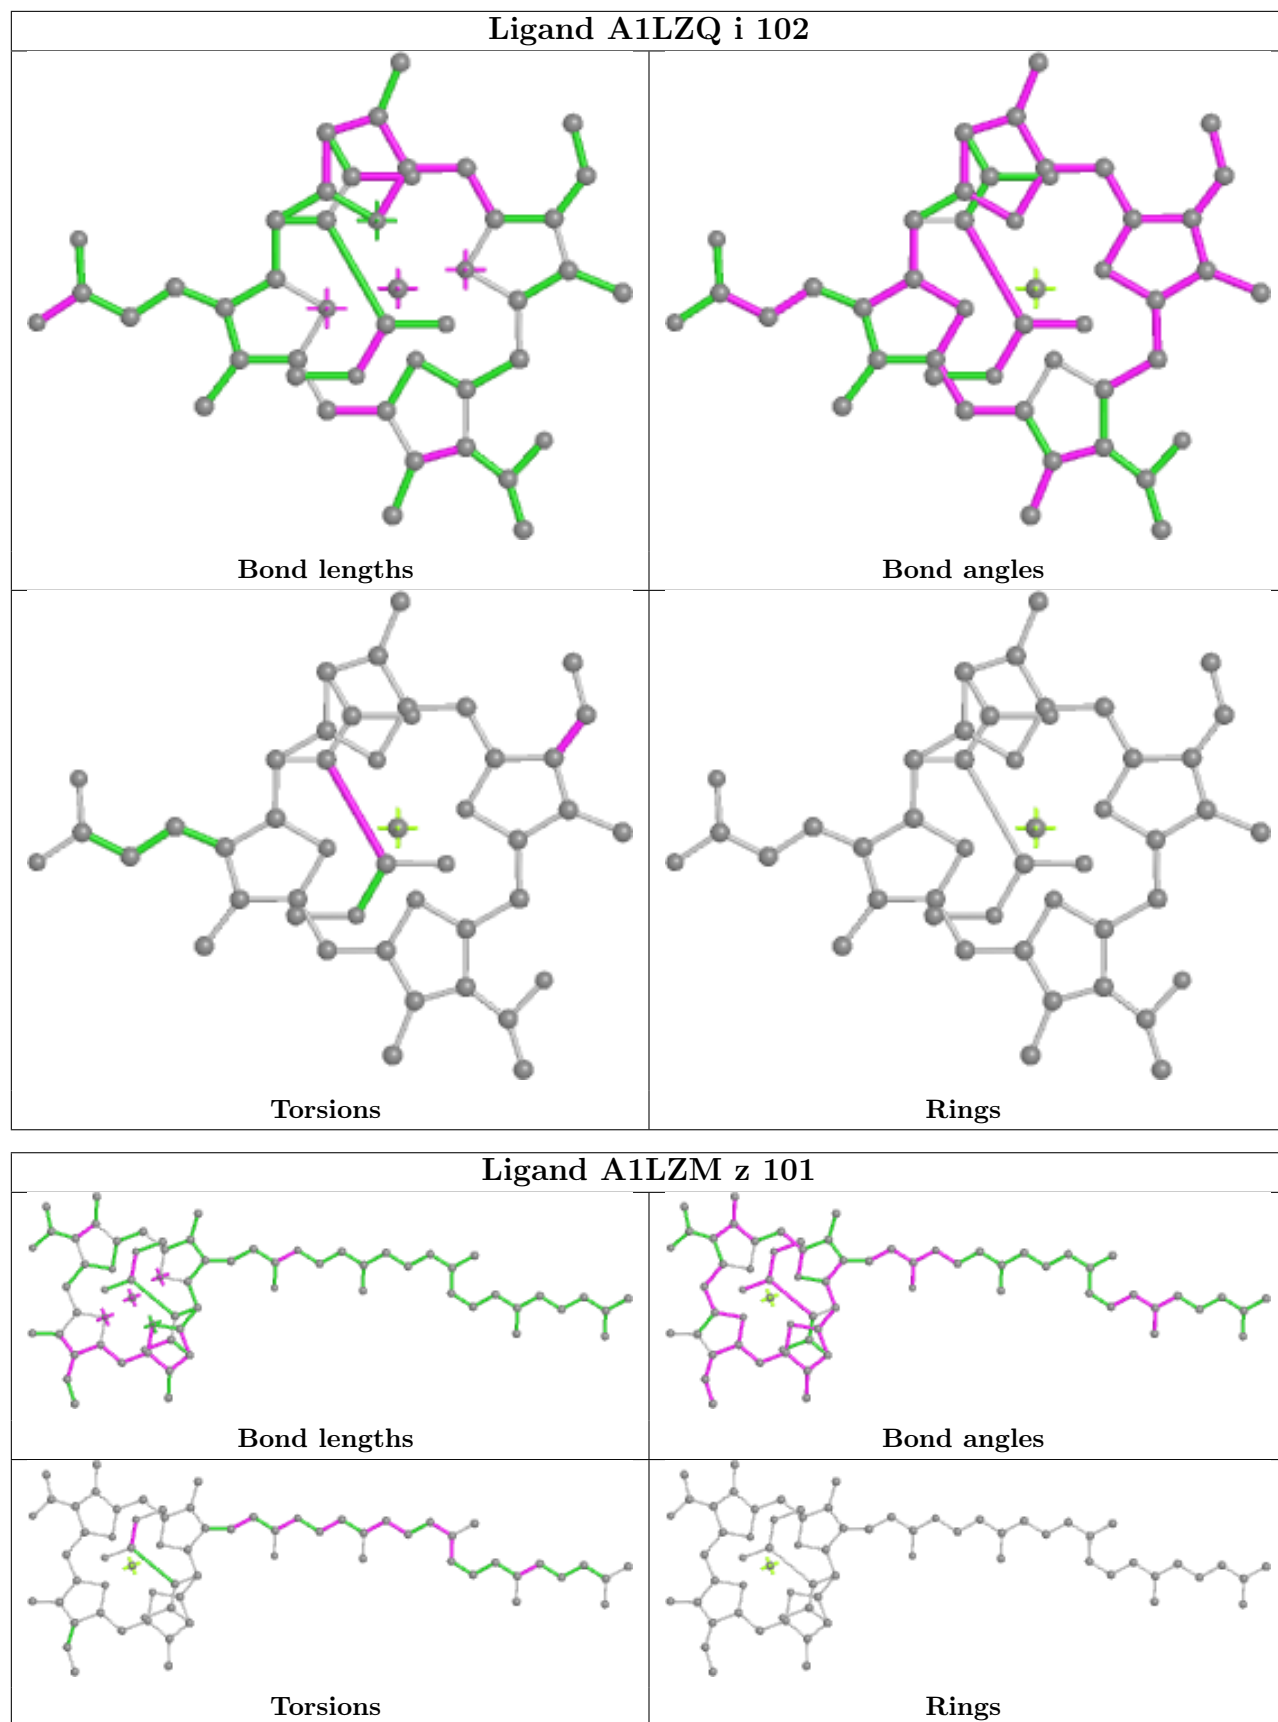 Ligand A1LZQ i 102
Bond lengths
Bond angles
Torsions
Rings
Ligand A1LZM z 101
Bond lengths
Bond angles
Torsions
Rings